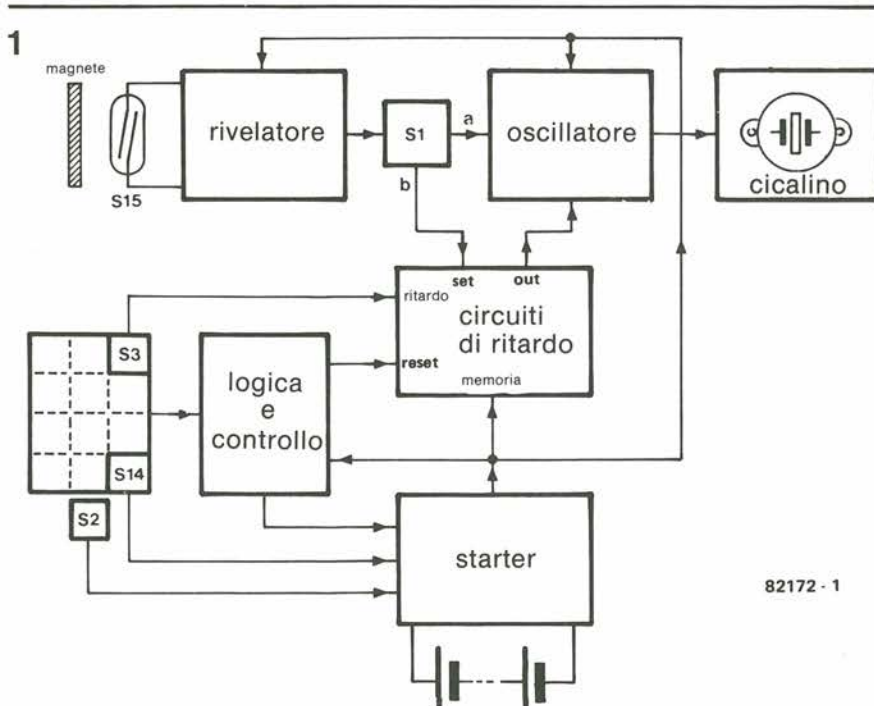 1
magnete
S15
rivelatore
S1
a
b
oscillatore
cicalino
set
out
ritardo
circuiti
di ritardo
reset
memoria
S3
S14
S2
logica
e
controllo
starter
82172 - 1